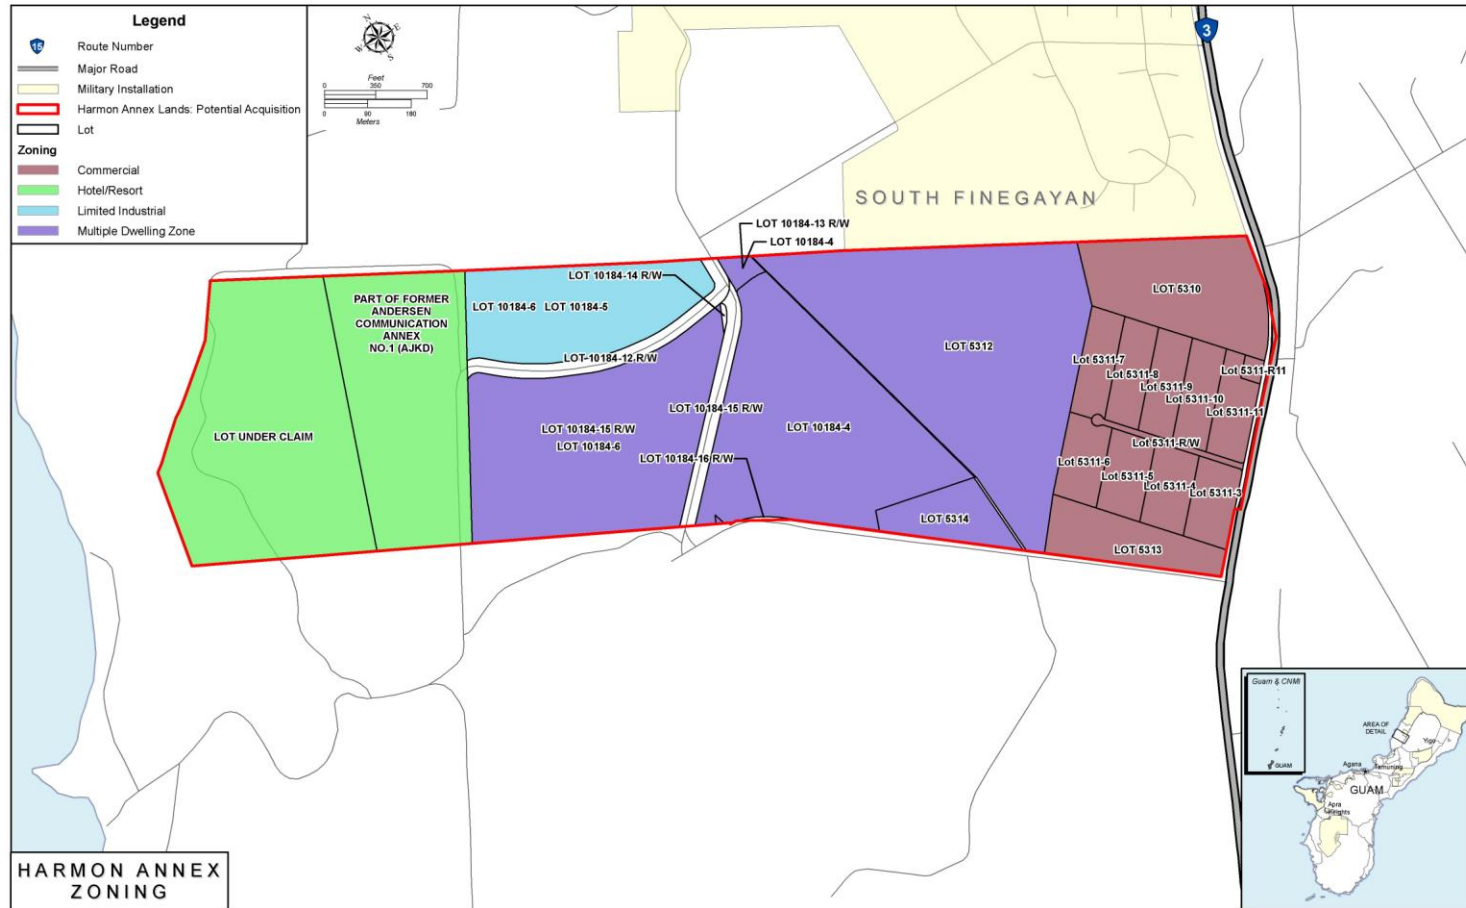 Legend
15
Route Number
Major Road
Military Installation
Harmon Annex Lands: Potential Acquisition
Lot
Zoning
Commercial
Hotel/Resort
Limited Industrial
Multiple Dwelling Zone
N
E
S
W
Feet
0 350 700
0 90 180
Meters
3
SOUTH FINEGAYAN
LOT 10184-13 R/W
LOT 10184-4
LOT 10184-14 R/W
PART OF FORMER
ANDERSEN
COMMUNICATION
ANNEX
NO.1 (AJKD)
LOT 10184-6 LOT 10184-5
LOT 5310
LOT 5312
LOT 10184-12 R/W
Lot 5311-7
Lot 5311-8
Lot 5311-9
Lot 5311-10
Lot 5311-11
Lot 5311-R11
LOT UNDER CLAIM
LOT 10184-15 R/W
LOT 10184-15 R/W
LOT 10184-6
LOT 10184-4
Lot 5311-R/W
LOT 10184-16 R/W
Lot 5311-6
Lot 5311-5
Lot 5311-4
Lot 5311-3
LOT 5314
LOT 5313
Guam & CNMI
GUAM
AREA OF
DETAIL
Yigo
Agana
Tamuning
GUAM
Apra
Heights
HARMON ANNEX
ZONING